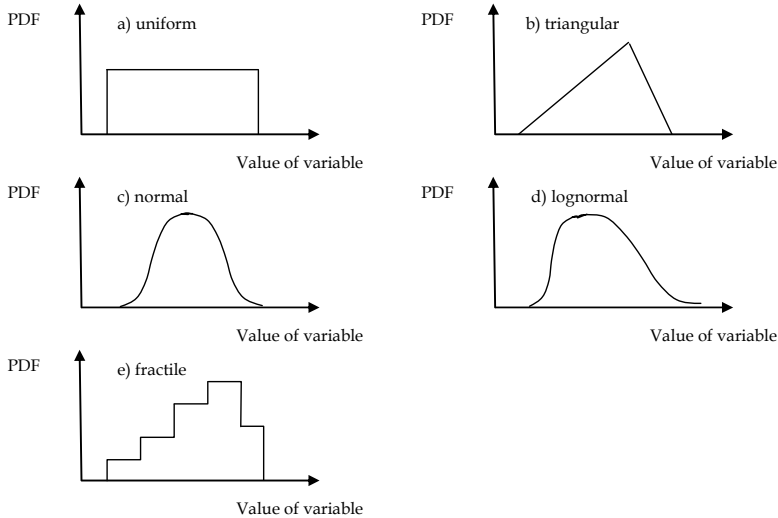 PDF
a) uniform
Value of variable
PDF
b) triangular
Value of variable
PDF
c) normal
Value of variable
PDF
d) lognormal
Value of variable
PDF
e) fractile
Value of variable